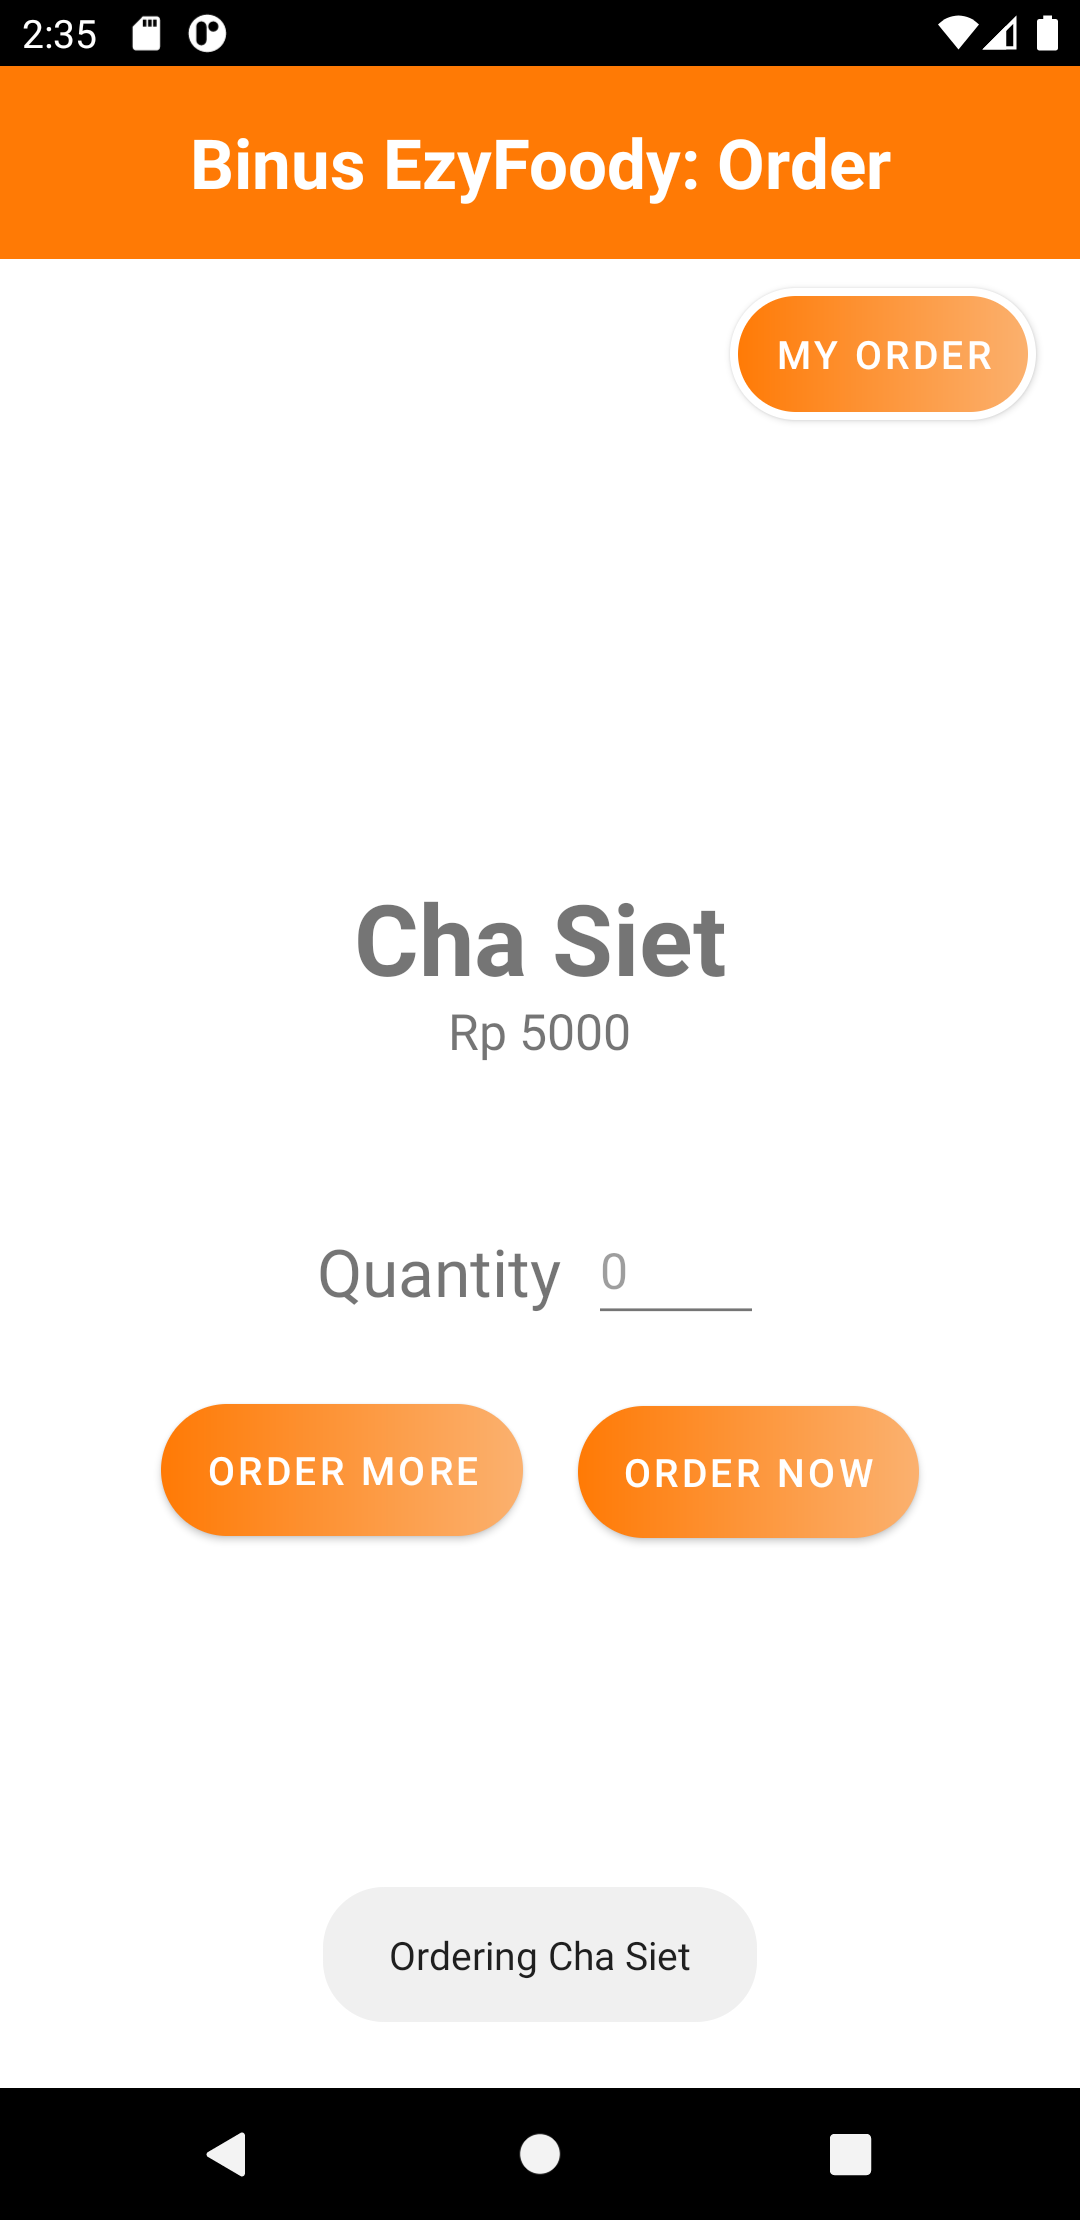 2:35
Binus EzyFoody: Order
MY ORDER
Cha Siet
Rp 5000
Quantity 0
ORDER MORE ORDER NOW
Ordering Cha Siet